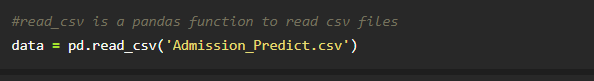 #read_csv is a pandas function to read csv files
data = pd.read_csv('Admission_Predict.csv')